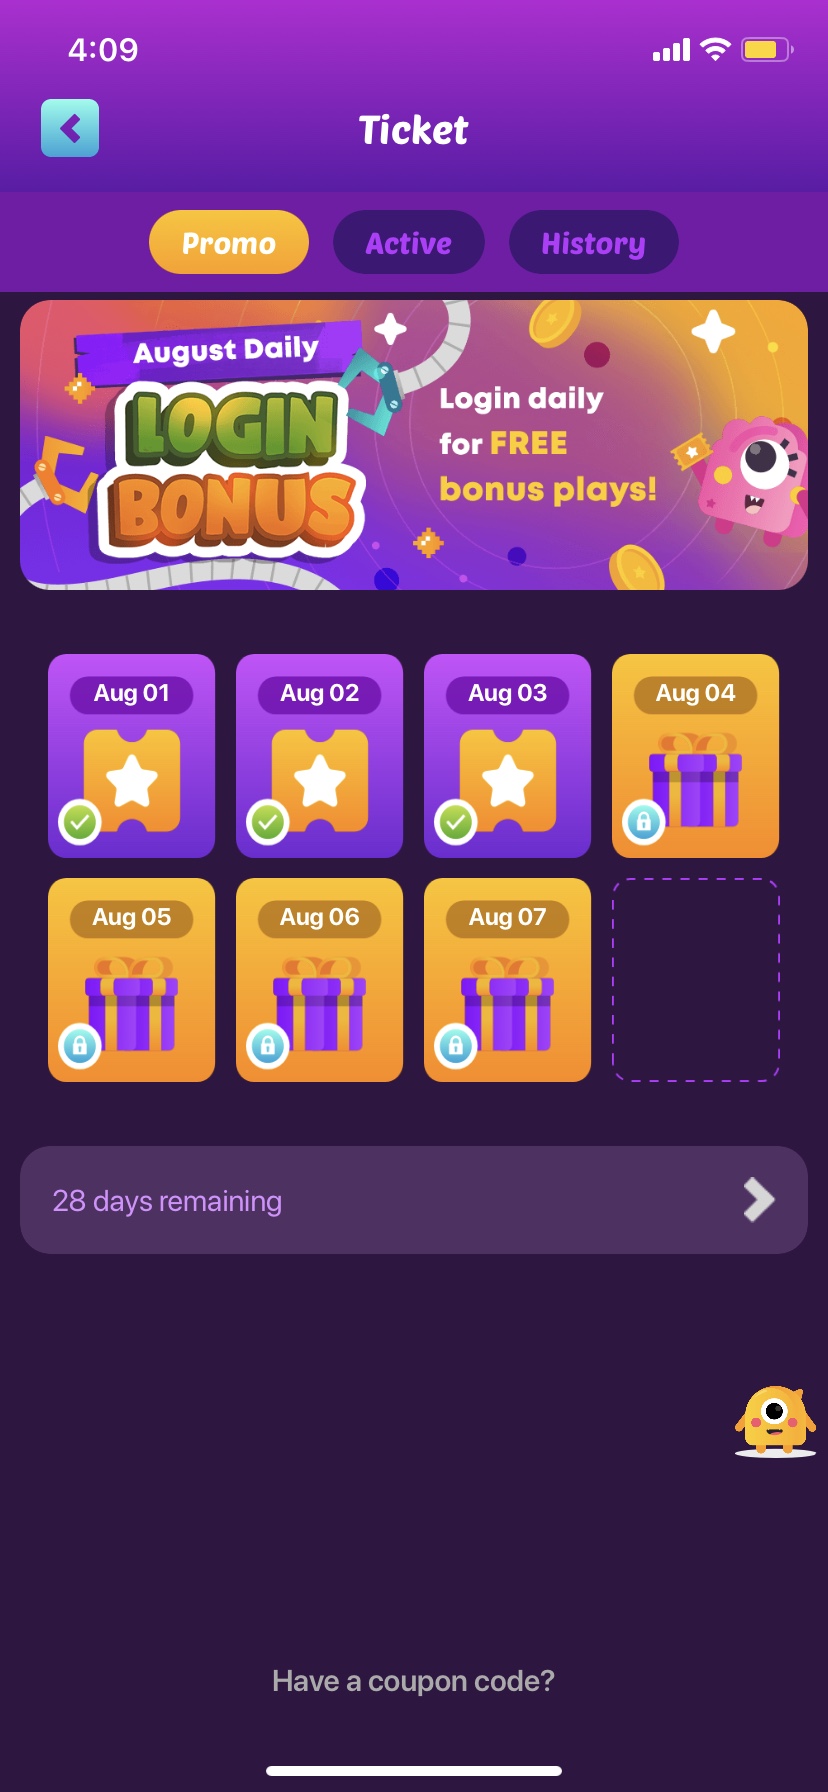 4:09
Ticket
Promo
Active
History
August Daily
LOGIN
BONUS
Login daily
for FREE
bonus plays!
Aug 01
Aug 02
Aug 03
Aug 04
Aug 05
Aug 06
Aug 07
28 days remaining
Have a coupon code?